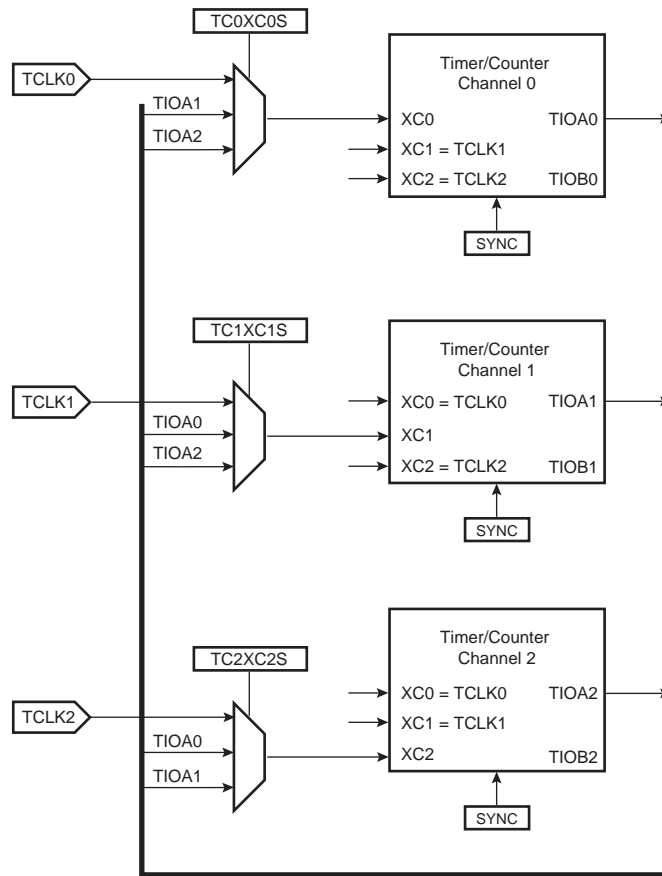 TC0XC0S
TCLK0
TIOA1
TIOA2
Timer/Counter
Channel 0
XC0
TIOA0
XC1 = TCLK1
XC2 = TCLK2
TIOB0
SYNC
TC1XC1S
TCLK1
TIOA0
TIOA2
Timer/Counter
Channel 1
XC0 = TCLK0
TIOA1
XC1
XC2 = TCLK2
TIOB1
SYNC
TC2XC2S
TCLK2
TIOA0
TIOA1
Timer/Counter
Channel 2
XC0 = TCLK0
TIOA2
XC1 = TCLK1
XC2
TIOB2
SYNC